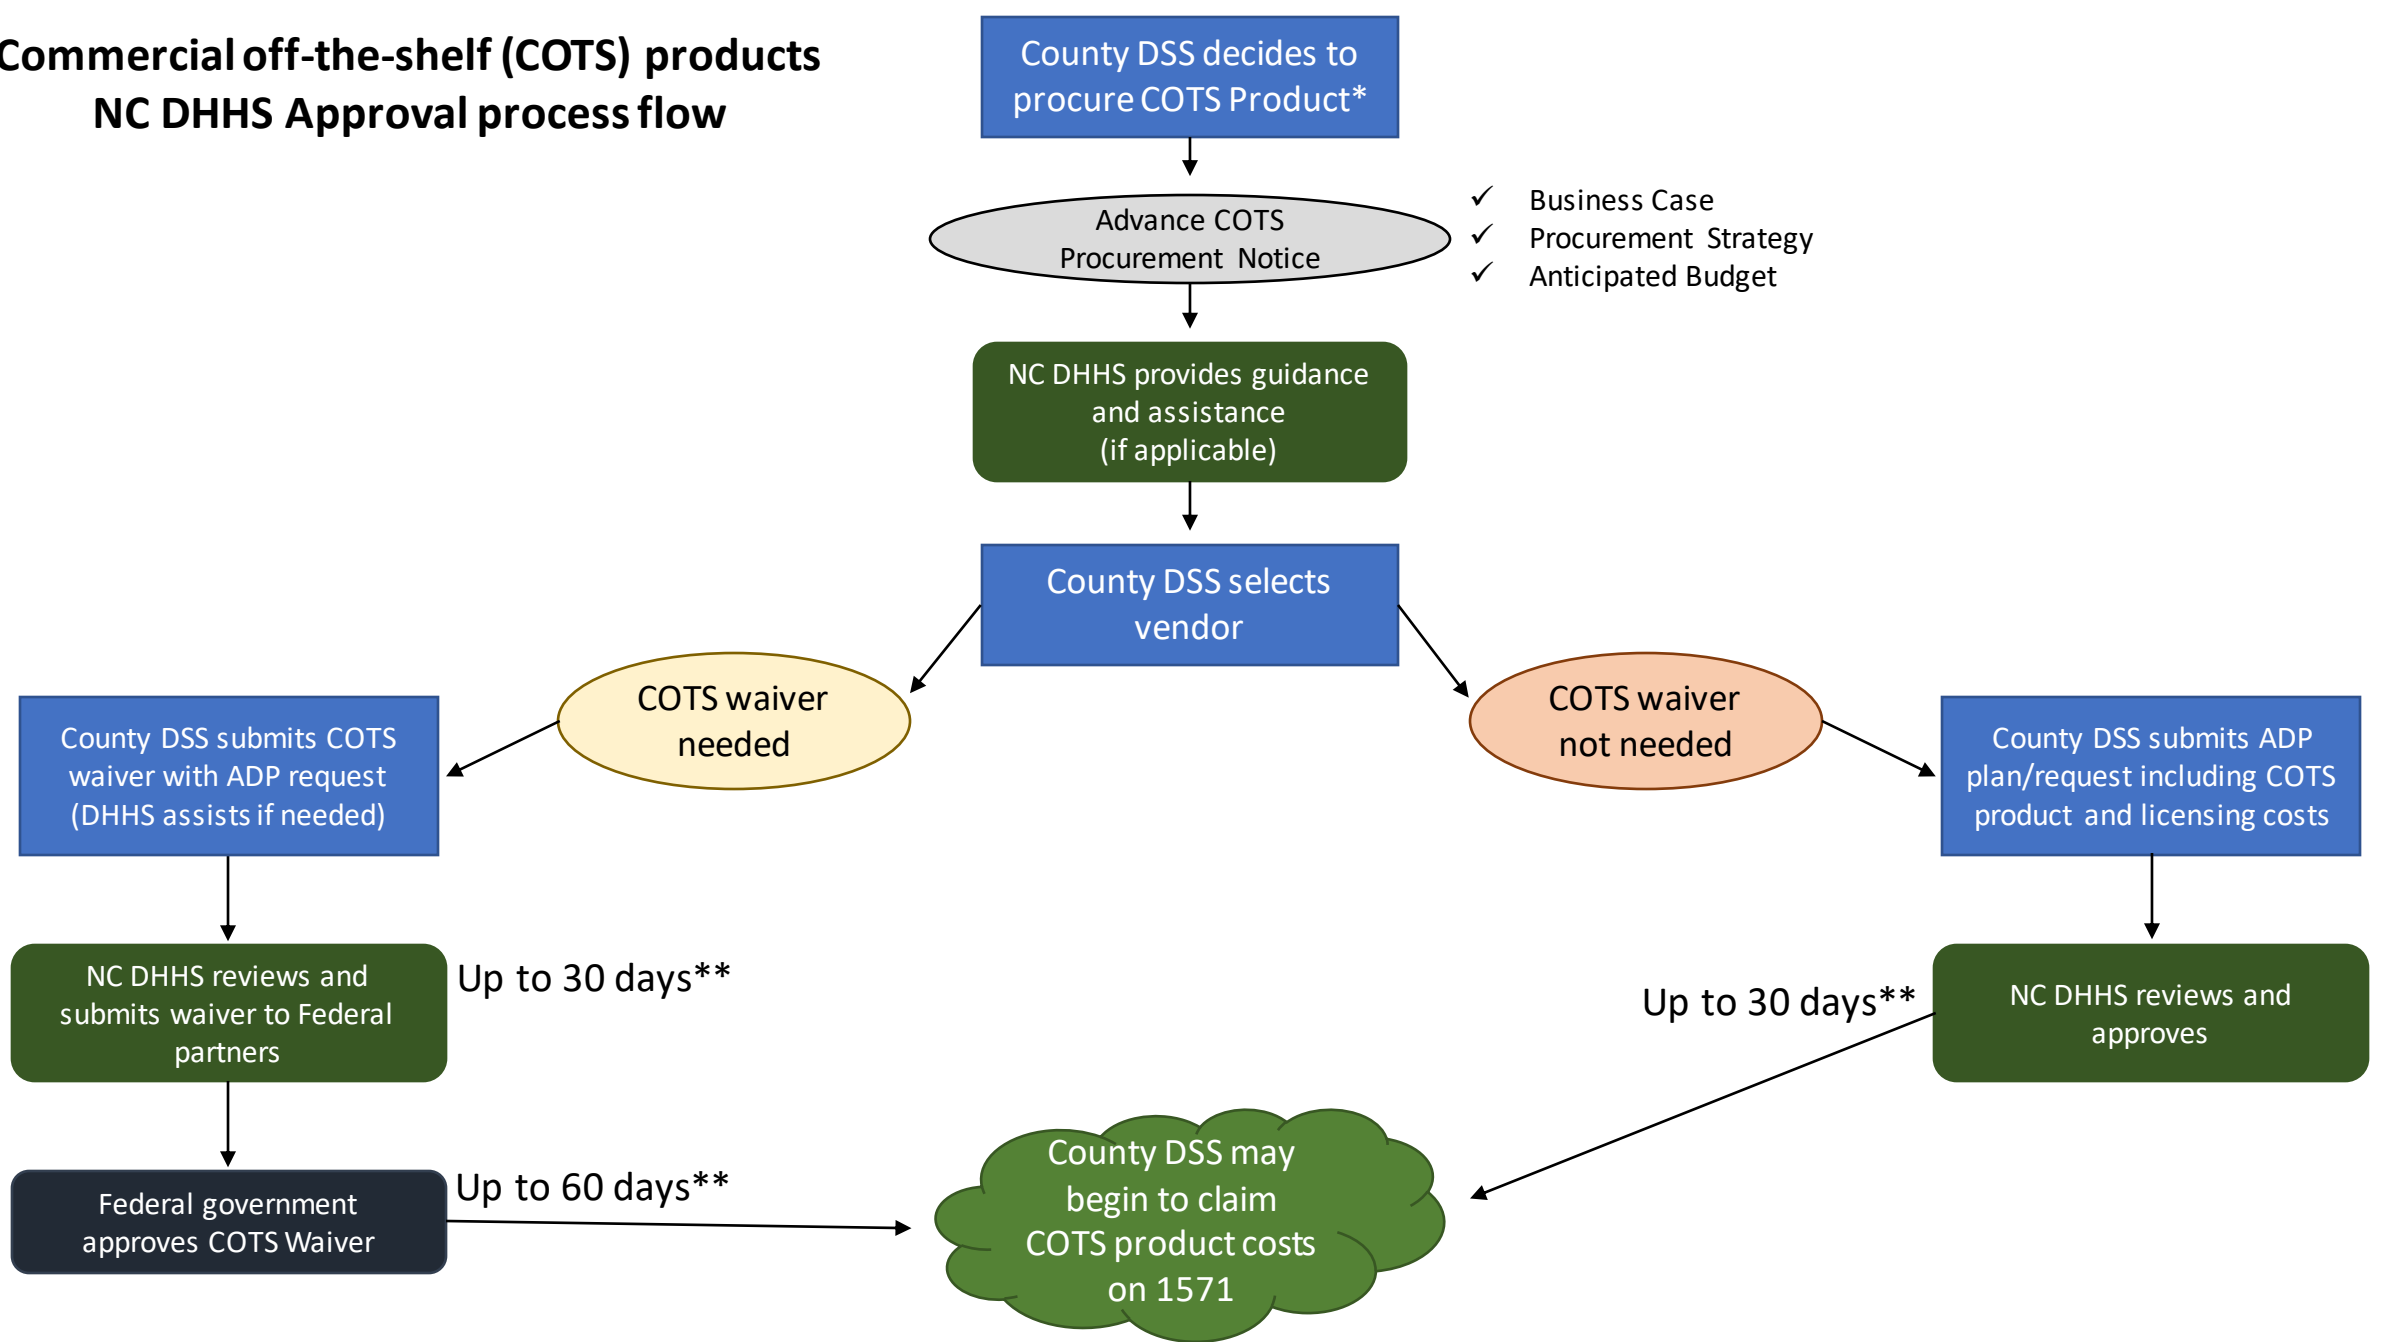 Commercial off-the-shelf (COTS) products
NC DHHS Approval process flow
County DSS decides to
procure COTS Product*
Advance COTS
Procurement Notice
✓ Business Case
✓ Procurement Strategy
✓ Anticipated Budget
NC DHHS provides guidance
and assistance
(if applicable)
County DSS selects
vendor
COTS waiver
needed
COTS waiver
not needed
County DSS submits COTS
waiver with ADP request
(DHHS assists if needed)
County DSS submits ADP
plan/request including COTS
product and licensing costs
NC DHHS reviews and
submits waiver to Federal
partners
Up to 30 days**
Up to 30 days**
NC DHHS reviews and
approves
Federal government
approves COTS Waiver
Up to 60 days**
County DSS may
begin to claim
COTS product costs
on 1571